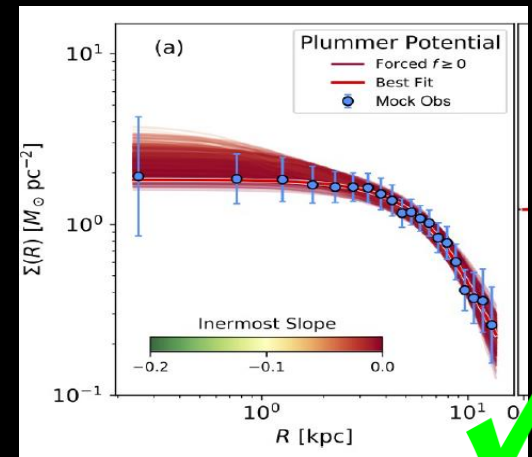 10¹
(a)
Plummer Potential
Forced f ≥ 0
Best Fit
Mock Obs
Σ(R) [M⊙ pc⁻²]
10⁰
Inermost Slope
−0.2
−0.1
0.0
10⁻¹
10⁰
10¹
0
R [kpc]